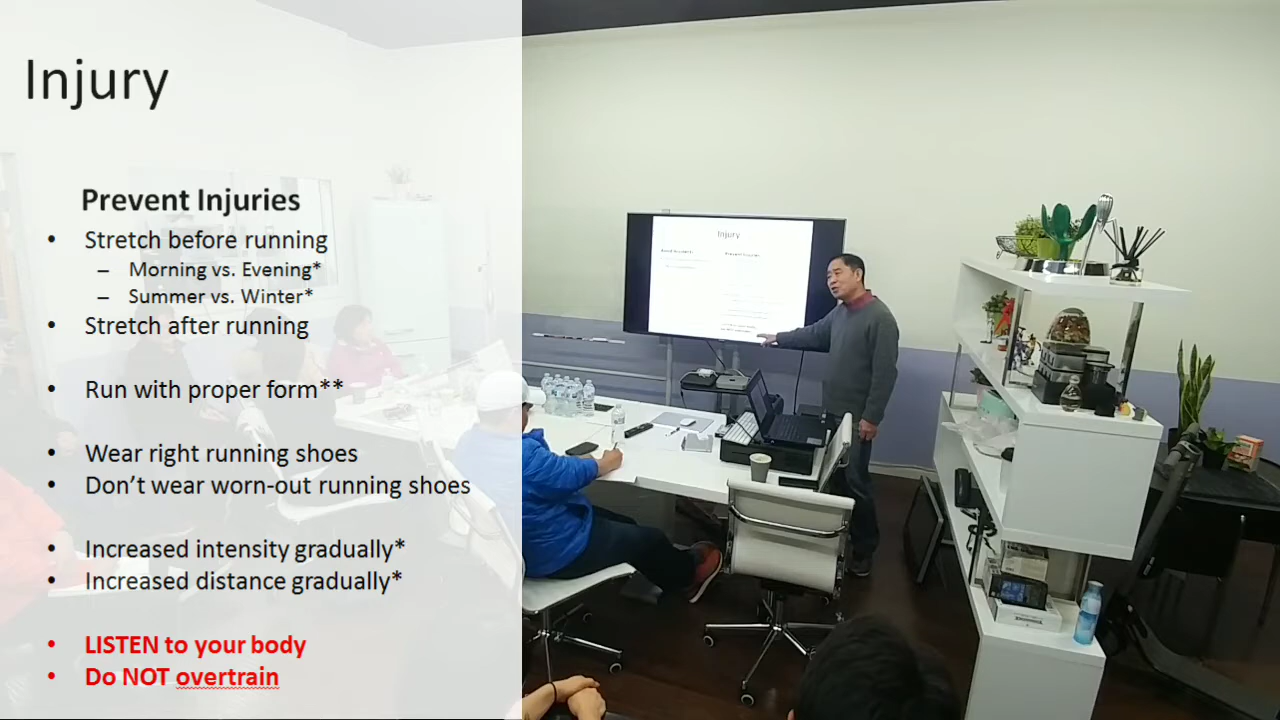 Injury
Prevent Injuries
• Stretch before running
– Morning vs. Evening*
– Summer vs. Winter*
• Stretch after running
• Run with proper form**
• Wear right running shoes
• Don't wear worn-out running shoes
• Increased intensity gradually*
• Increased distance gradually*
• LISTEN to your body
• Do NOT overtrain
Injury
Prevent Injuries